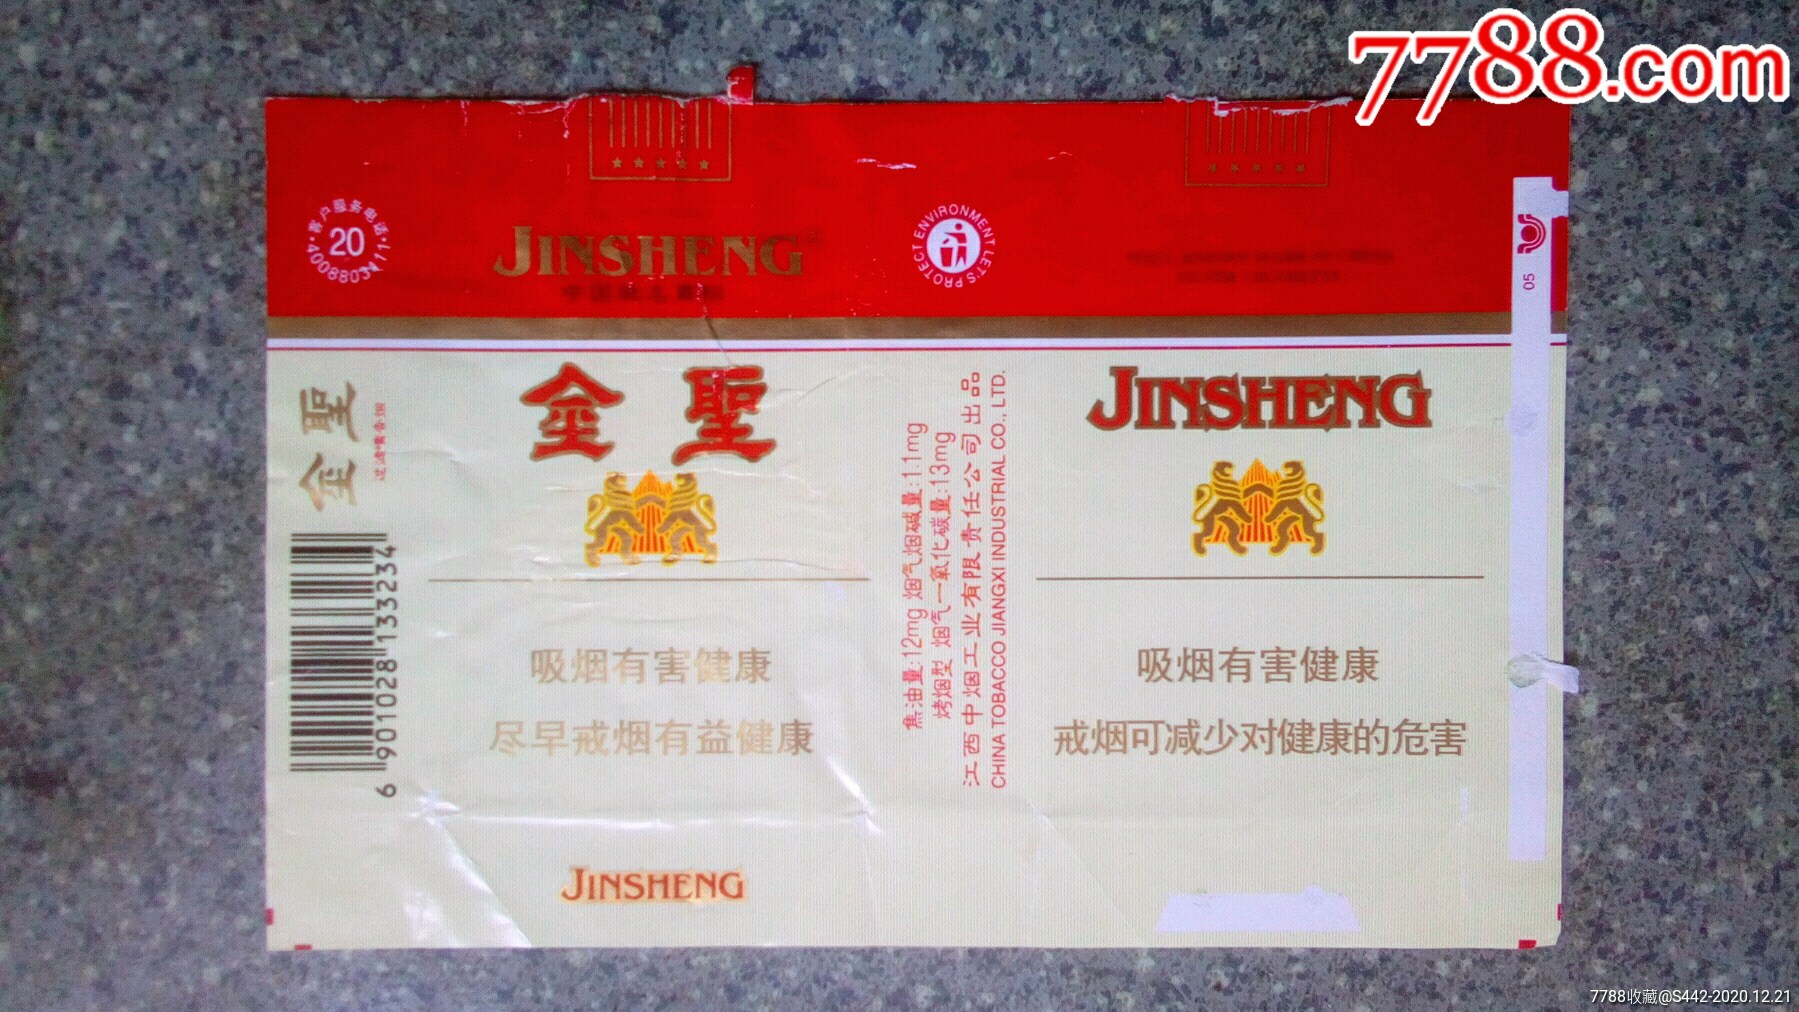 7788.com
客户服务电话
20
4008803411
JINSHENG
LET'S PROTECT ENVIRONMENT
05
金聖
金聖
JINSHENG
焦油量:12mg 烟气烟碱量:1.1mg
烤烟型 烟气一氧化碳量:13mg
江西中烟工业有限责任公司出品
CHINA TOBACCO JIANGXI INDUSTRIAL CO., LTD.
6 901028 133234
吸烟有害健康
尽早戒烟有益健康
吸烟有害健康
戒烟可减少对健康的危害
JINSHENG
7788收藏@S442-2020.12.21